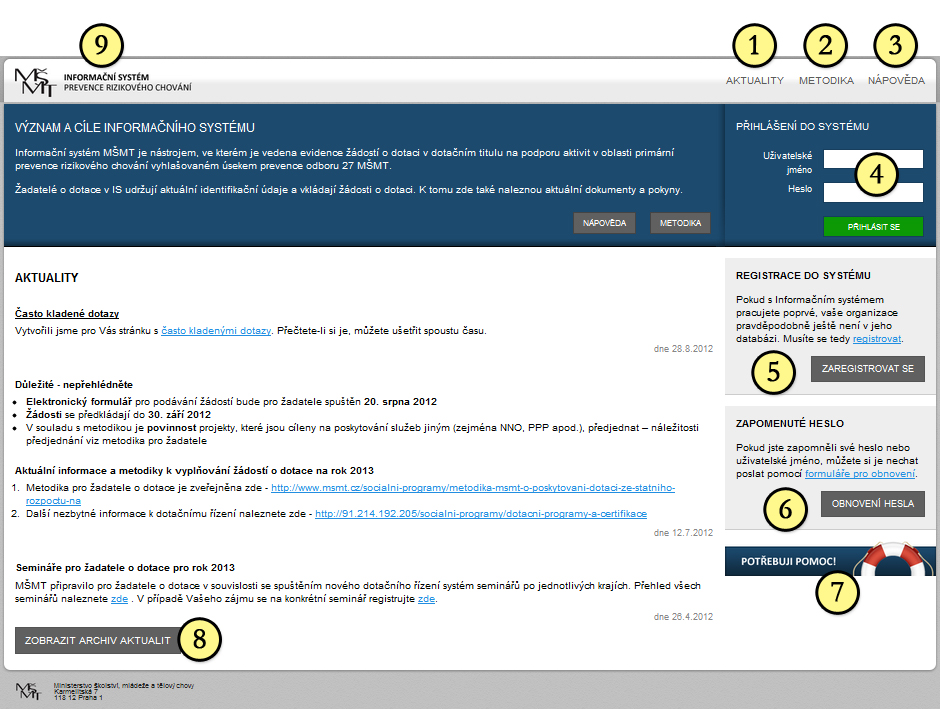 9
1
2
3
MŠMT
INFORMAČNÍ SYSTÉM
PREVENCE RIZIKOVÉHO CHOVÁNÍ
AKTUALITY
METODIKA
NÁPOVĚDA
VÝZNAM A CÍLE INFORMAČNÍHO SYSTÉMU
Informační systém MŠMT je nástrojem, ve kterém je vedena evidence žádostí o dotaci v dotačním titulu na podporu aktivit v oblasti primární
prevence rizikového chování vyhlašovaném úsekem prevence odboru 27 MŠMT.
Žadatelé o dotace v IS udržují aktuální identifikační údaje a vkládají žádosti o dotaci. K tomu zde také naleznou aktuální dokumenty a pokyny.
NÁPOVĚDA
METODIKA
PŘIHLÁŠENÍ DO SYSTÉMU
Uživatelské
jméno
Heslo
4
PŘIHLÁSIT SE
AKTUALITY
Často kladené dotazy
Vytvořili jsme pro Vás stránku s často kladenými dotazy. Přečtete-li si je, můžete ušetřit spoustu času.
dne 28.8.2012
Důležité - nepřehlédněte
• Elektronický formulář pro podávání žádostí bude pro žadatele spuštěn 20. srpna 2012
• Žádosti se předkládají do 30. září 2012
• V souladu s metodikou je povinnost projekty, které jsou cíleny na poskytování služeb jiným (zejména NNO, PPP apod.), předjednat – náležitosti
předjednání viz metodika pro žadatele
Aktuální informace a metodiky k vyplňování žádostí o dotace na rok 2013
1. Metodika pro žadatele o dotace je zveřejněna zde - http://www.msmt.cz/socialni-programy/metodika-msmt-o-poskytovani-dotaci-ze-statniho-
rozpoctu-na
2. Další nezbytné informace k dotačnímu řízení naleznete zde - http://91.214.192.205/socialni-programy/dotacni-programy-a-certifikace
dne 12.7.2012
Semináře pro žadatele o dotace pro rok 2013
MŠMT připravilo pro žadatele o dotace v souvislosti se spuštěním nového dotačního řízení systém seminářů po jednotlivých krajích. Přehled všech
seminářů naleznete zde . V případě Vašeho zájmu se na konkrétní seminář registrujte zde.
dne 26.4.2012
ZOBRAZIT ARCHIV AKTUALIT
8
REGISTRACE DO SYSTÉMU
Pokud s Informačním systémem
pracujete poprvé, vaše organizace
pravděpodobně ještě není v jeho
databázi. Musíte se tedy registrovat.
5
ZAREGISTROVAT SE
ZAPOMENUTÉ HESLO
Pokud jste zapomněli své heslo nebo
uživatelské jméno, můžete si je nechat
poslat pomocí formuláře pro obnovení.
6
OBNOVENÍ HESLA
POTŘEBUJI POMOC!
7
MŠMT
Ministerstvo školství, mládeže a tělovýchovy
Karmelitská 7
118 12 Praha 1